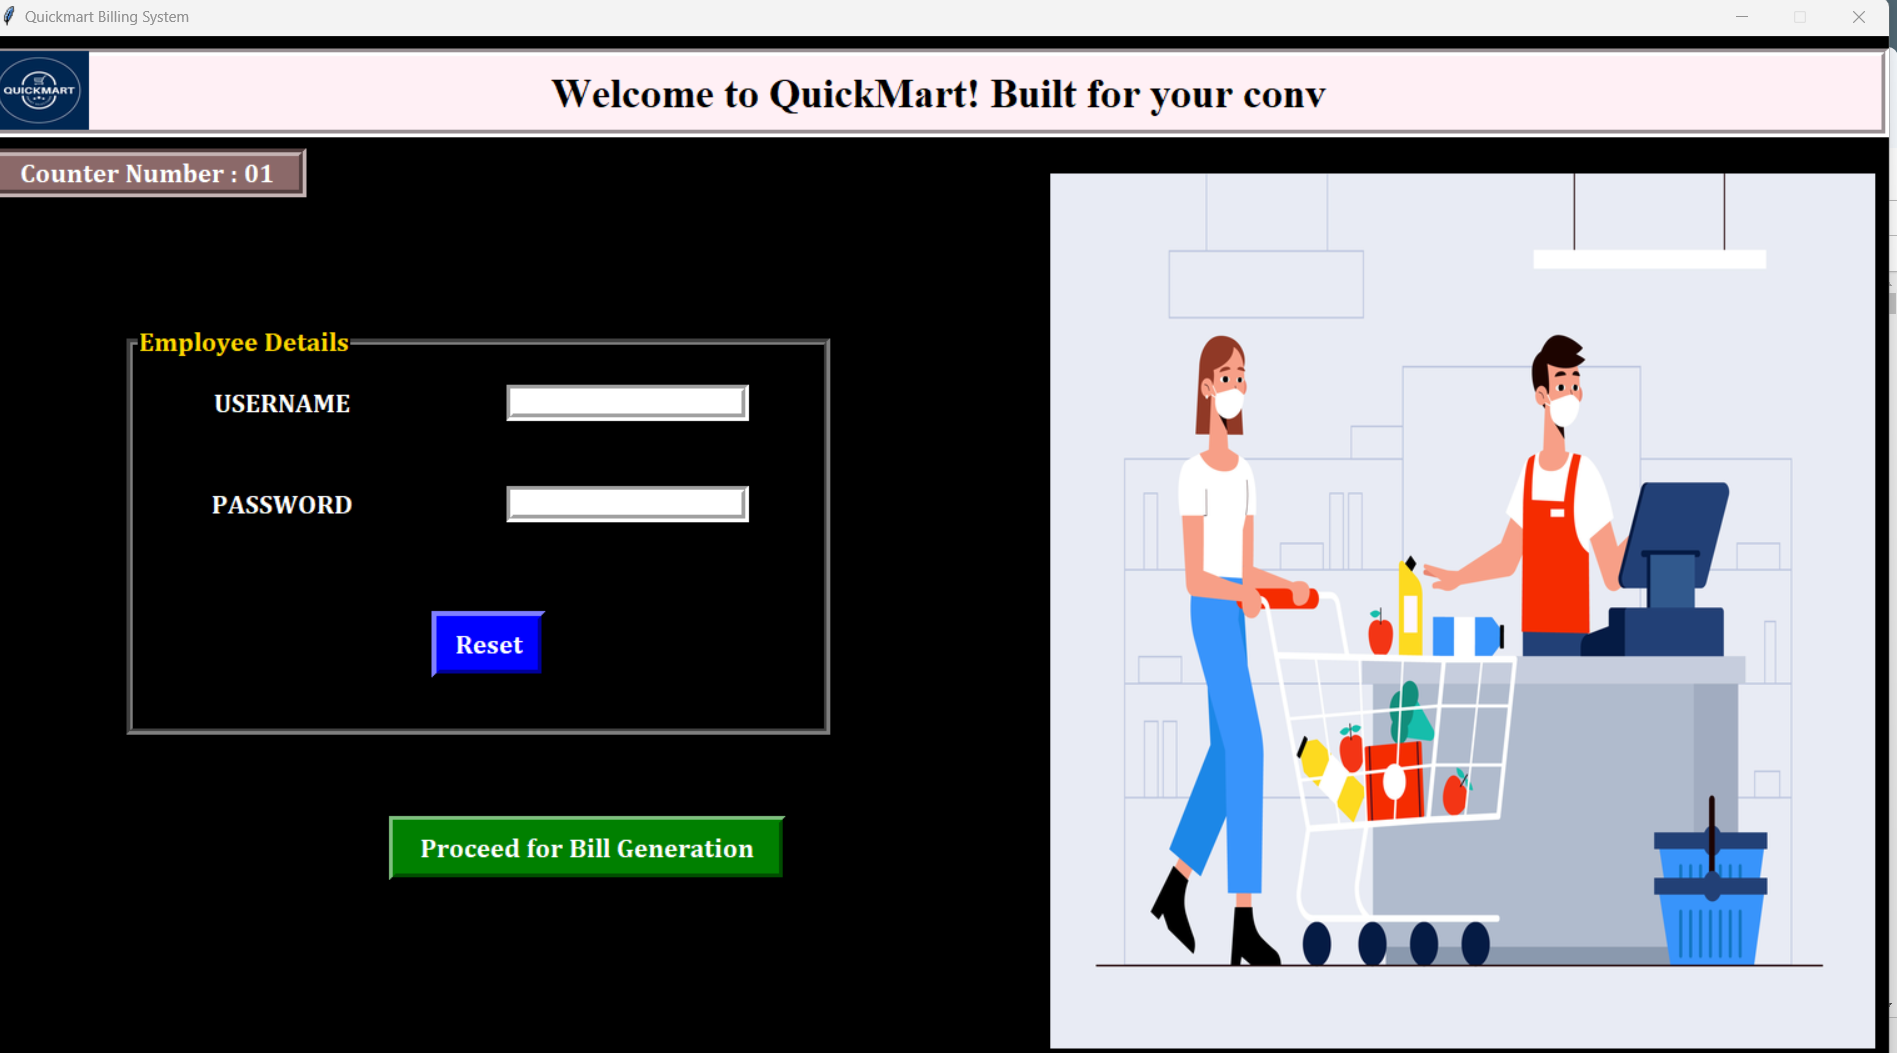 Quickmart Billing System
QUICKMART
Welcome to QuickMart! Built for your conv
Counter Number : 01
Employee Details
USERNAME
PASSWORD
Reset
Proceed for Bill Generation